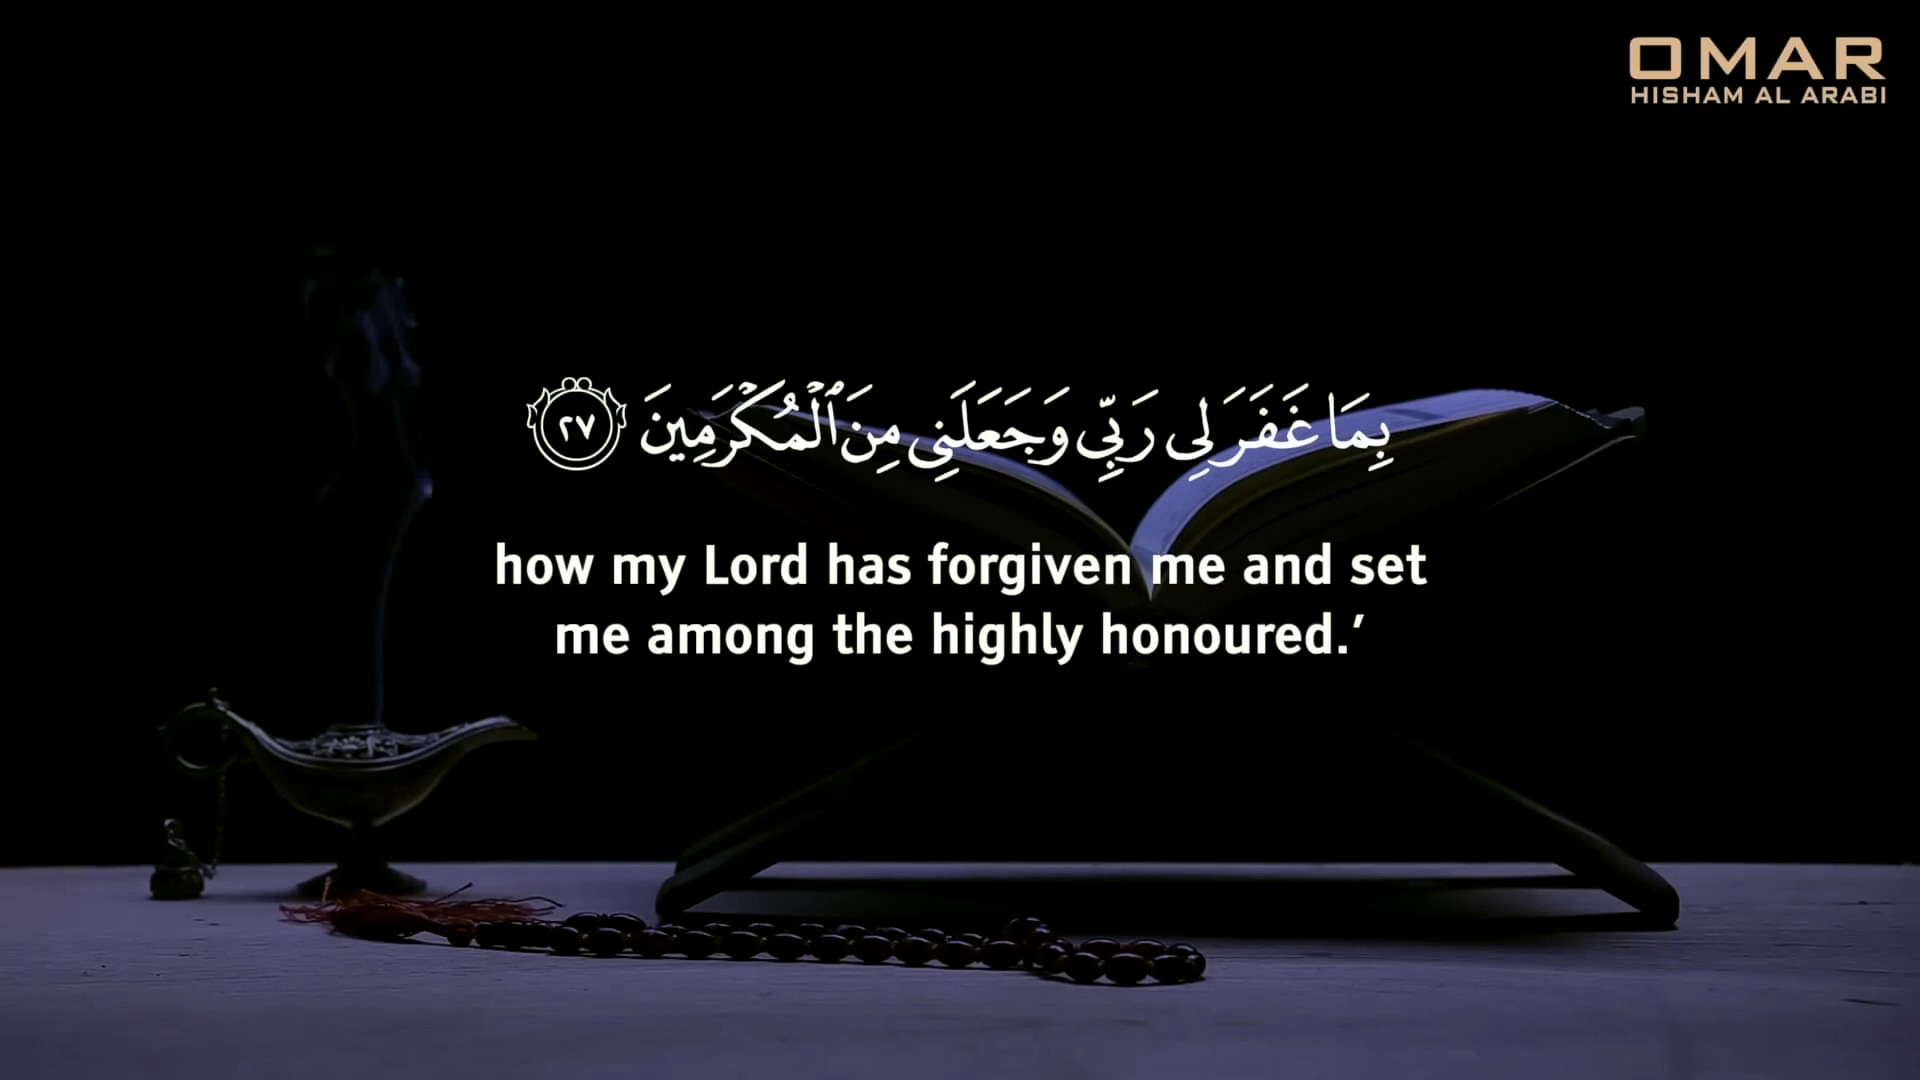 OMAR
HISHAM AL ARABI
بِمَا غَفَرَ لِى رَبِّى وَجَعَلَنِى مِنَ ٱلْمُكْرَمِينَ ٢٧
how my Lord has forgiven me and set
me among the highly honoured.’